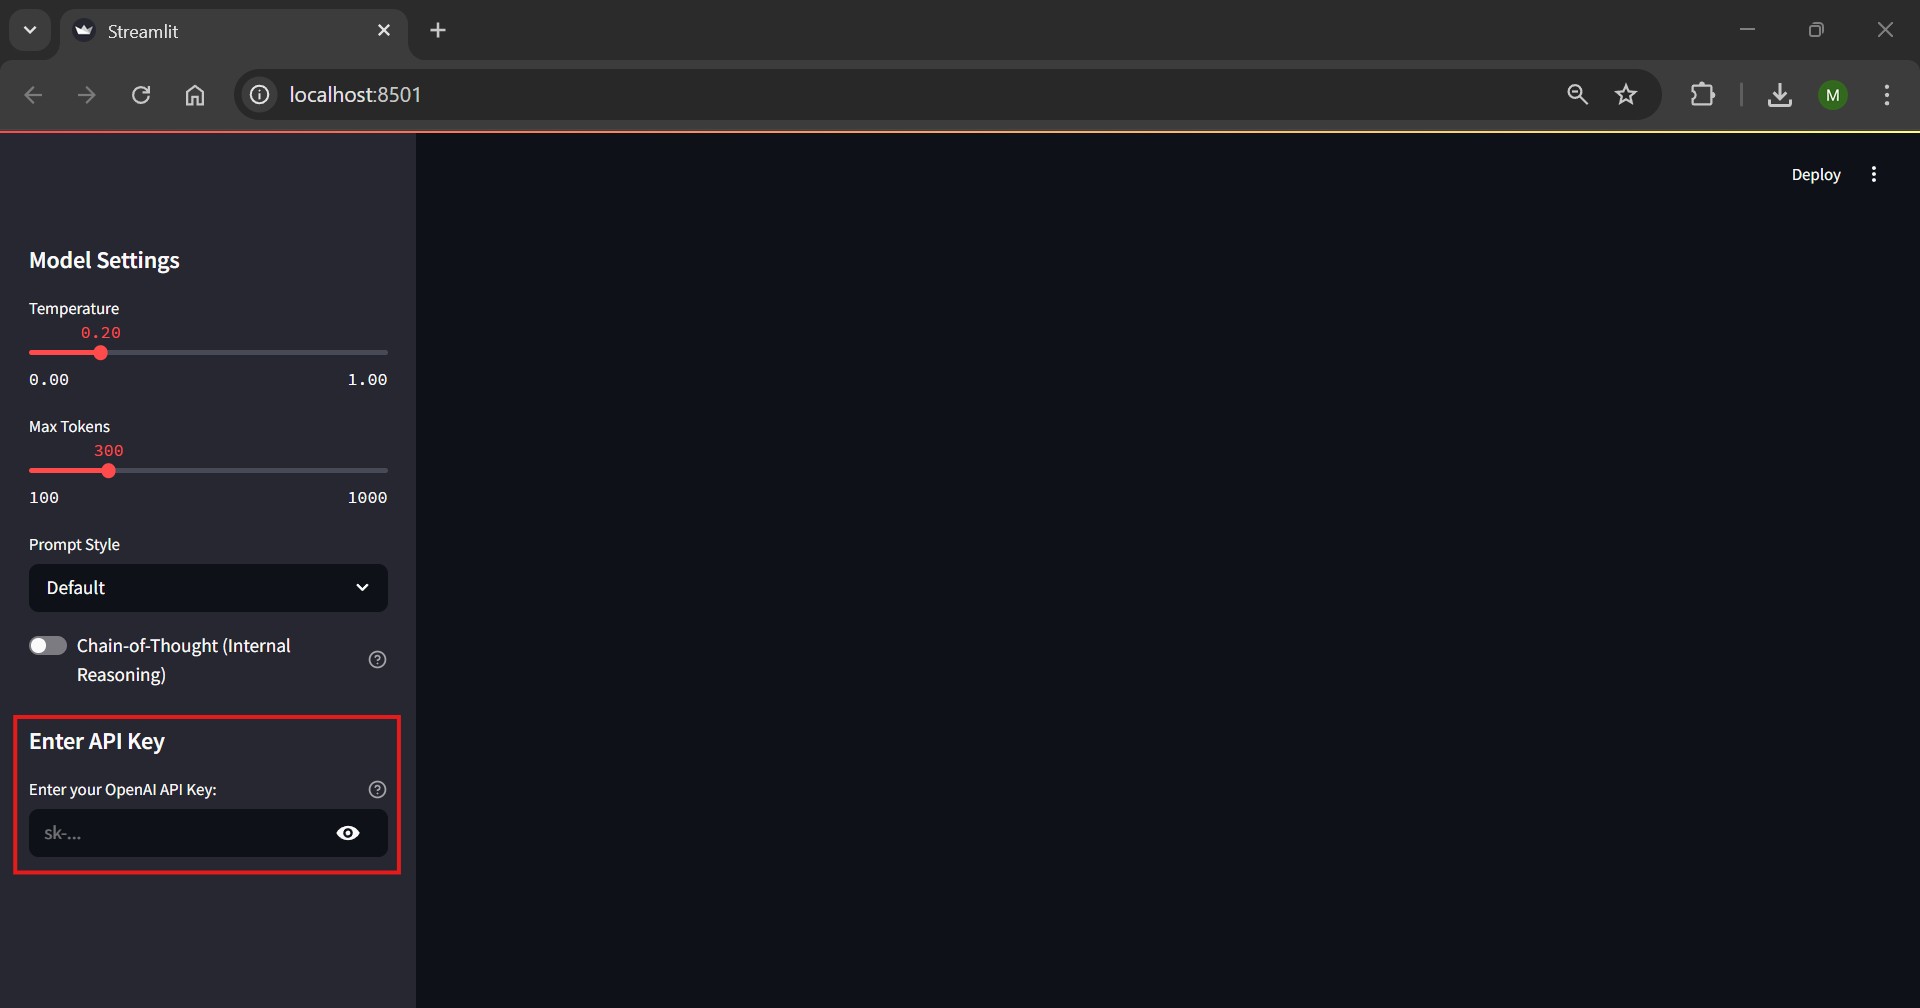 Streamlit
localhost:8501
M
Deploy
Model Settings
Temperature
0.20
0.00 1.00
Max Tokens
300
100 1000
Prompt Style
Default
Chain-of-Thought (Internal
Reasoning)
Enter API Key
Enter your OpenAI API Key:
sk-...